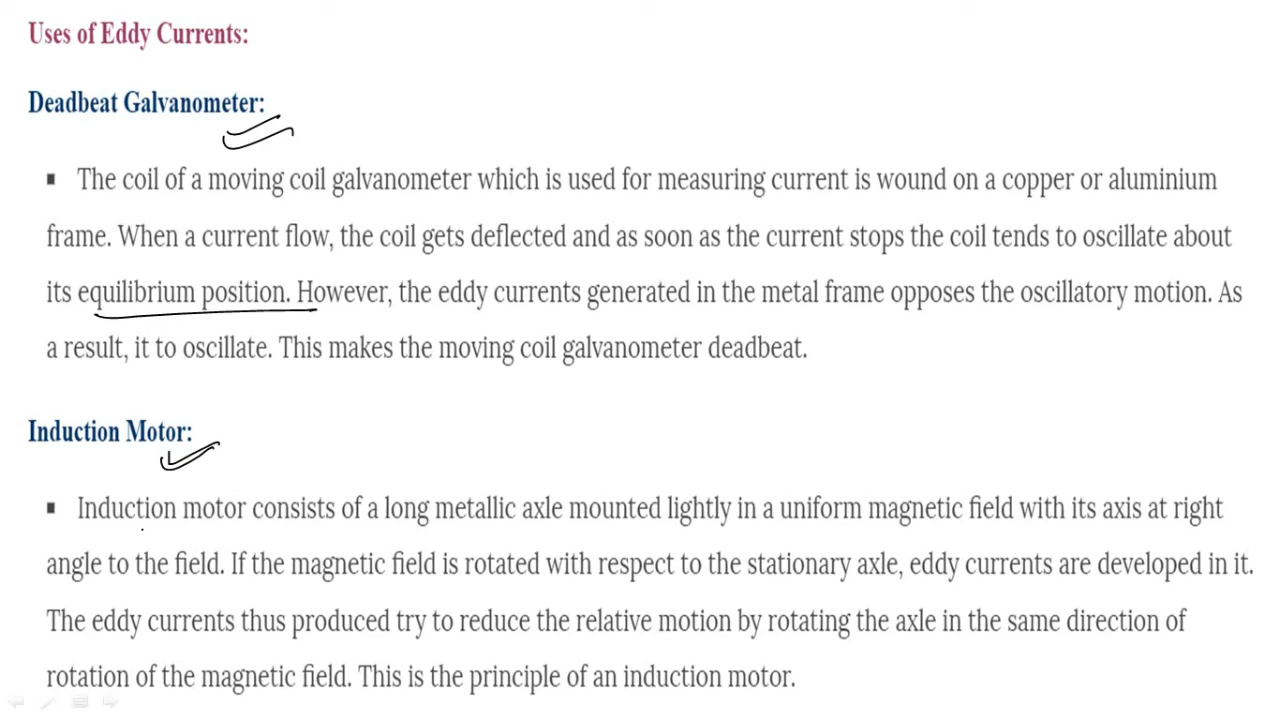 Uses of Eddy Currents:
Deadbeat Galvanometer:
▪ The coil of a moving coil galvanometer which is used for measuring current is wound on a copper or aluminium
frame. When a current flow, the coil gets deflected and as soon as the current stops the coil tends to oscillate about
its equilibrium position. However, the eddy currents generated in the metal frame opposes the oscillatory motion. As
a result, it to oscillate. This makes the moving coil galvanometer deadbeat.
Induction Motor:
▪ Induction motor consists of a long metallic axle mounted lightly in a uniform magnetic field with its axis at right
angle to the field. If the magnetic field is rotated with respect to the stationary axle, eddy currents are developed in it.
The eddy currents thus produced try to reduce the relative motion by rotating the axle in the same direction of
rotation of the magnetic field. This is the principle of an induction motor.